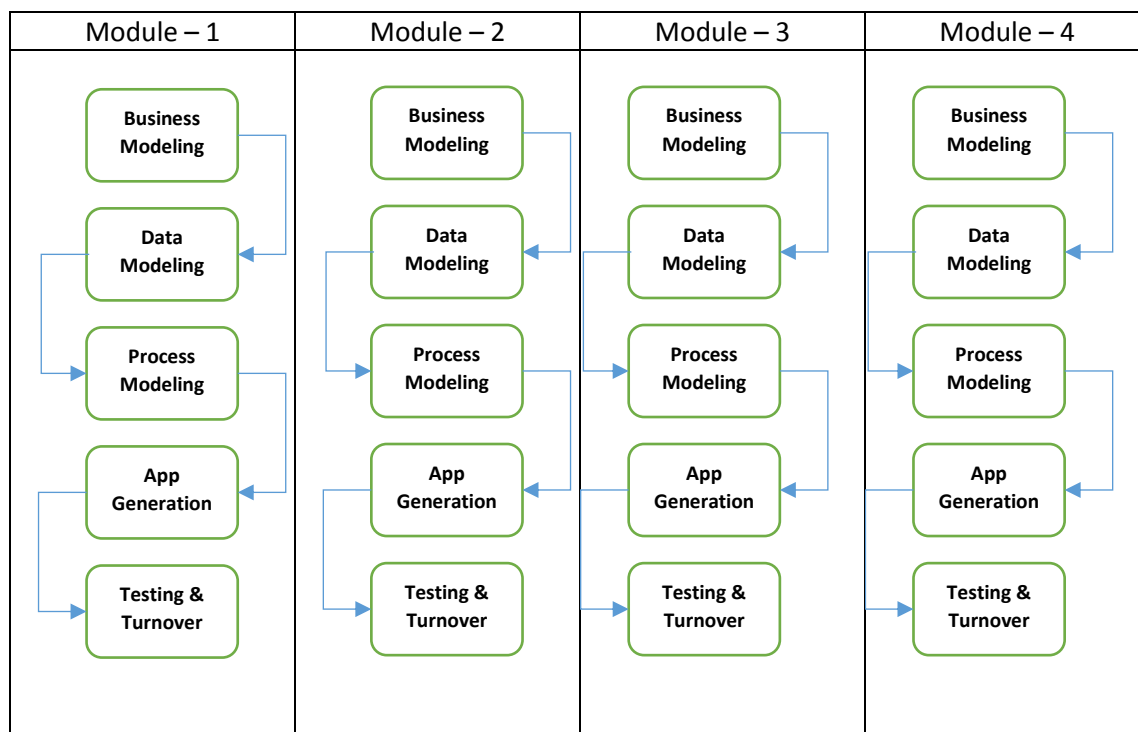 Module – 1
Module – 2
Module – 3
Module – 4
Business
Modeling
Data
Modeling
Process
Modeling
App
Generation
Testing &
Turnover
Business
Modeling
Data
Modeling
Process
Modeling
App
Generation
Testing &
Turnover
Business
Modeling
Data
Modeling
Process
Modeling
App
Generation
Testing &
Turnover
Business
Modeling
Data
Modeling
Process
Modeling
App
Generation
Testing &
Turnover